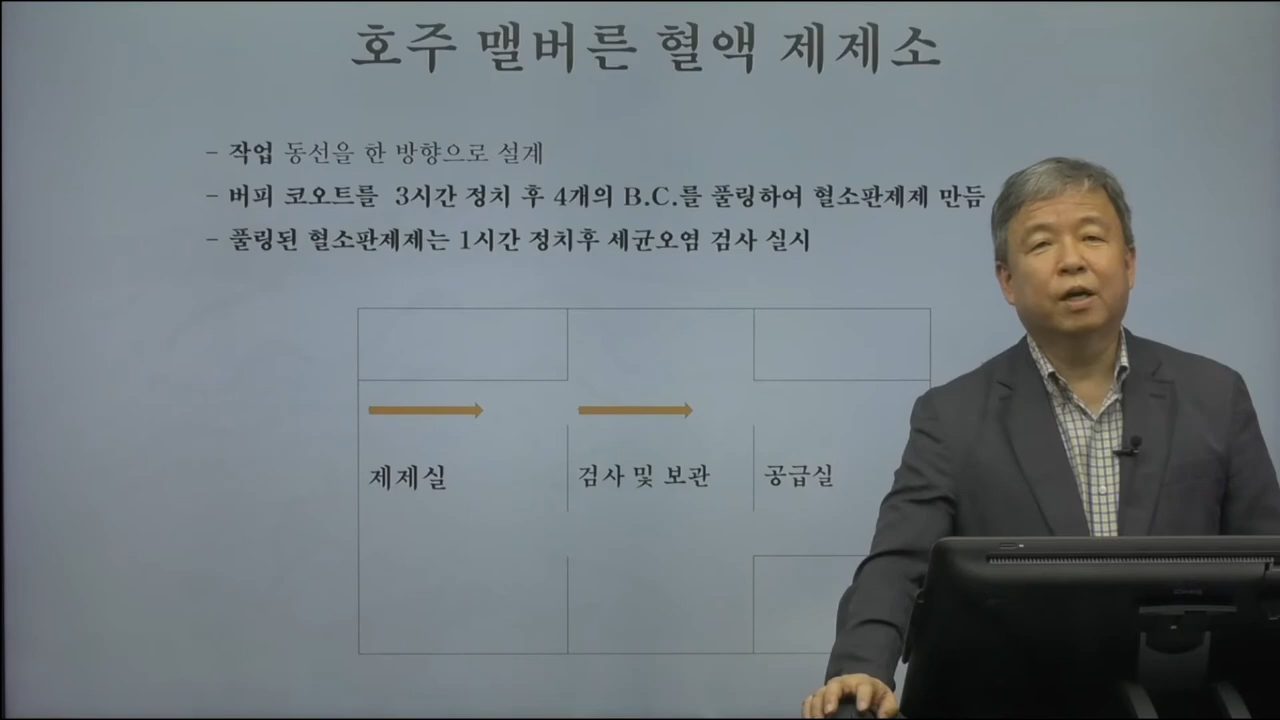 호주 맬버른 혈액 제제소
- 작업 동선을 한 방향으로 설계
- 버피 코오트를 3시간 정치 후 4개의 B.C.를 풀링하여 혈소판제제 만듬
- 풀링된 혈소판제제는 1시간 정치후 세균오염 검사 실시
제제실
검사 및 보관
공급실